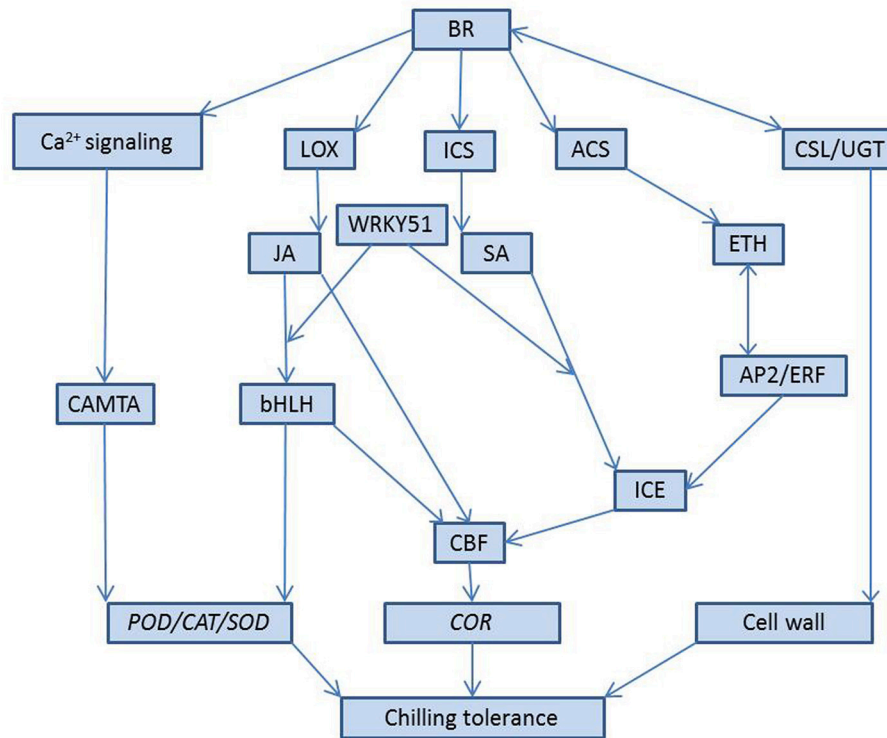 BR
Ca²⁺ signaling
LOX
ICS
ACS
CSL/UGT
WRKY51
JA
SA
ETH
CAMTA
bHLH
AP2/ERF
ICE
CBF
POD/CAT/SOD
COR
Cell wall
Chilling tolerance